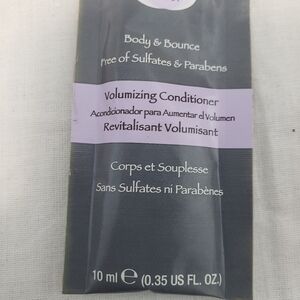 Body & Bounce
Free of Sulfates & Parabens
Volumizing Conditioner
Acondicionador para Aumentar el Volumen
Revitalisant Volumisant
Corps et Souplesse
Sans Sulfates ni Parabènes
10 ml ℮ (0.35 US FL. OZ.)